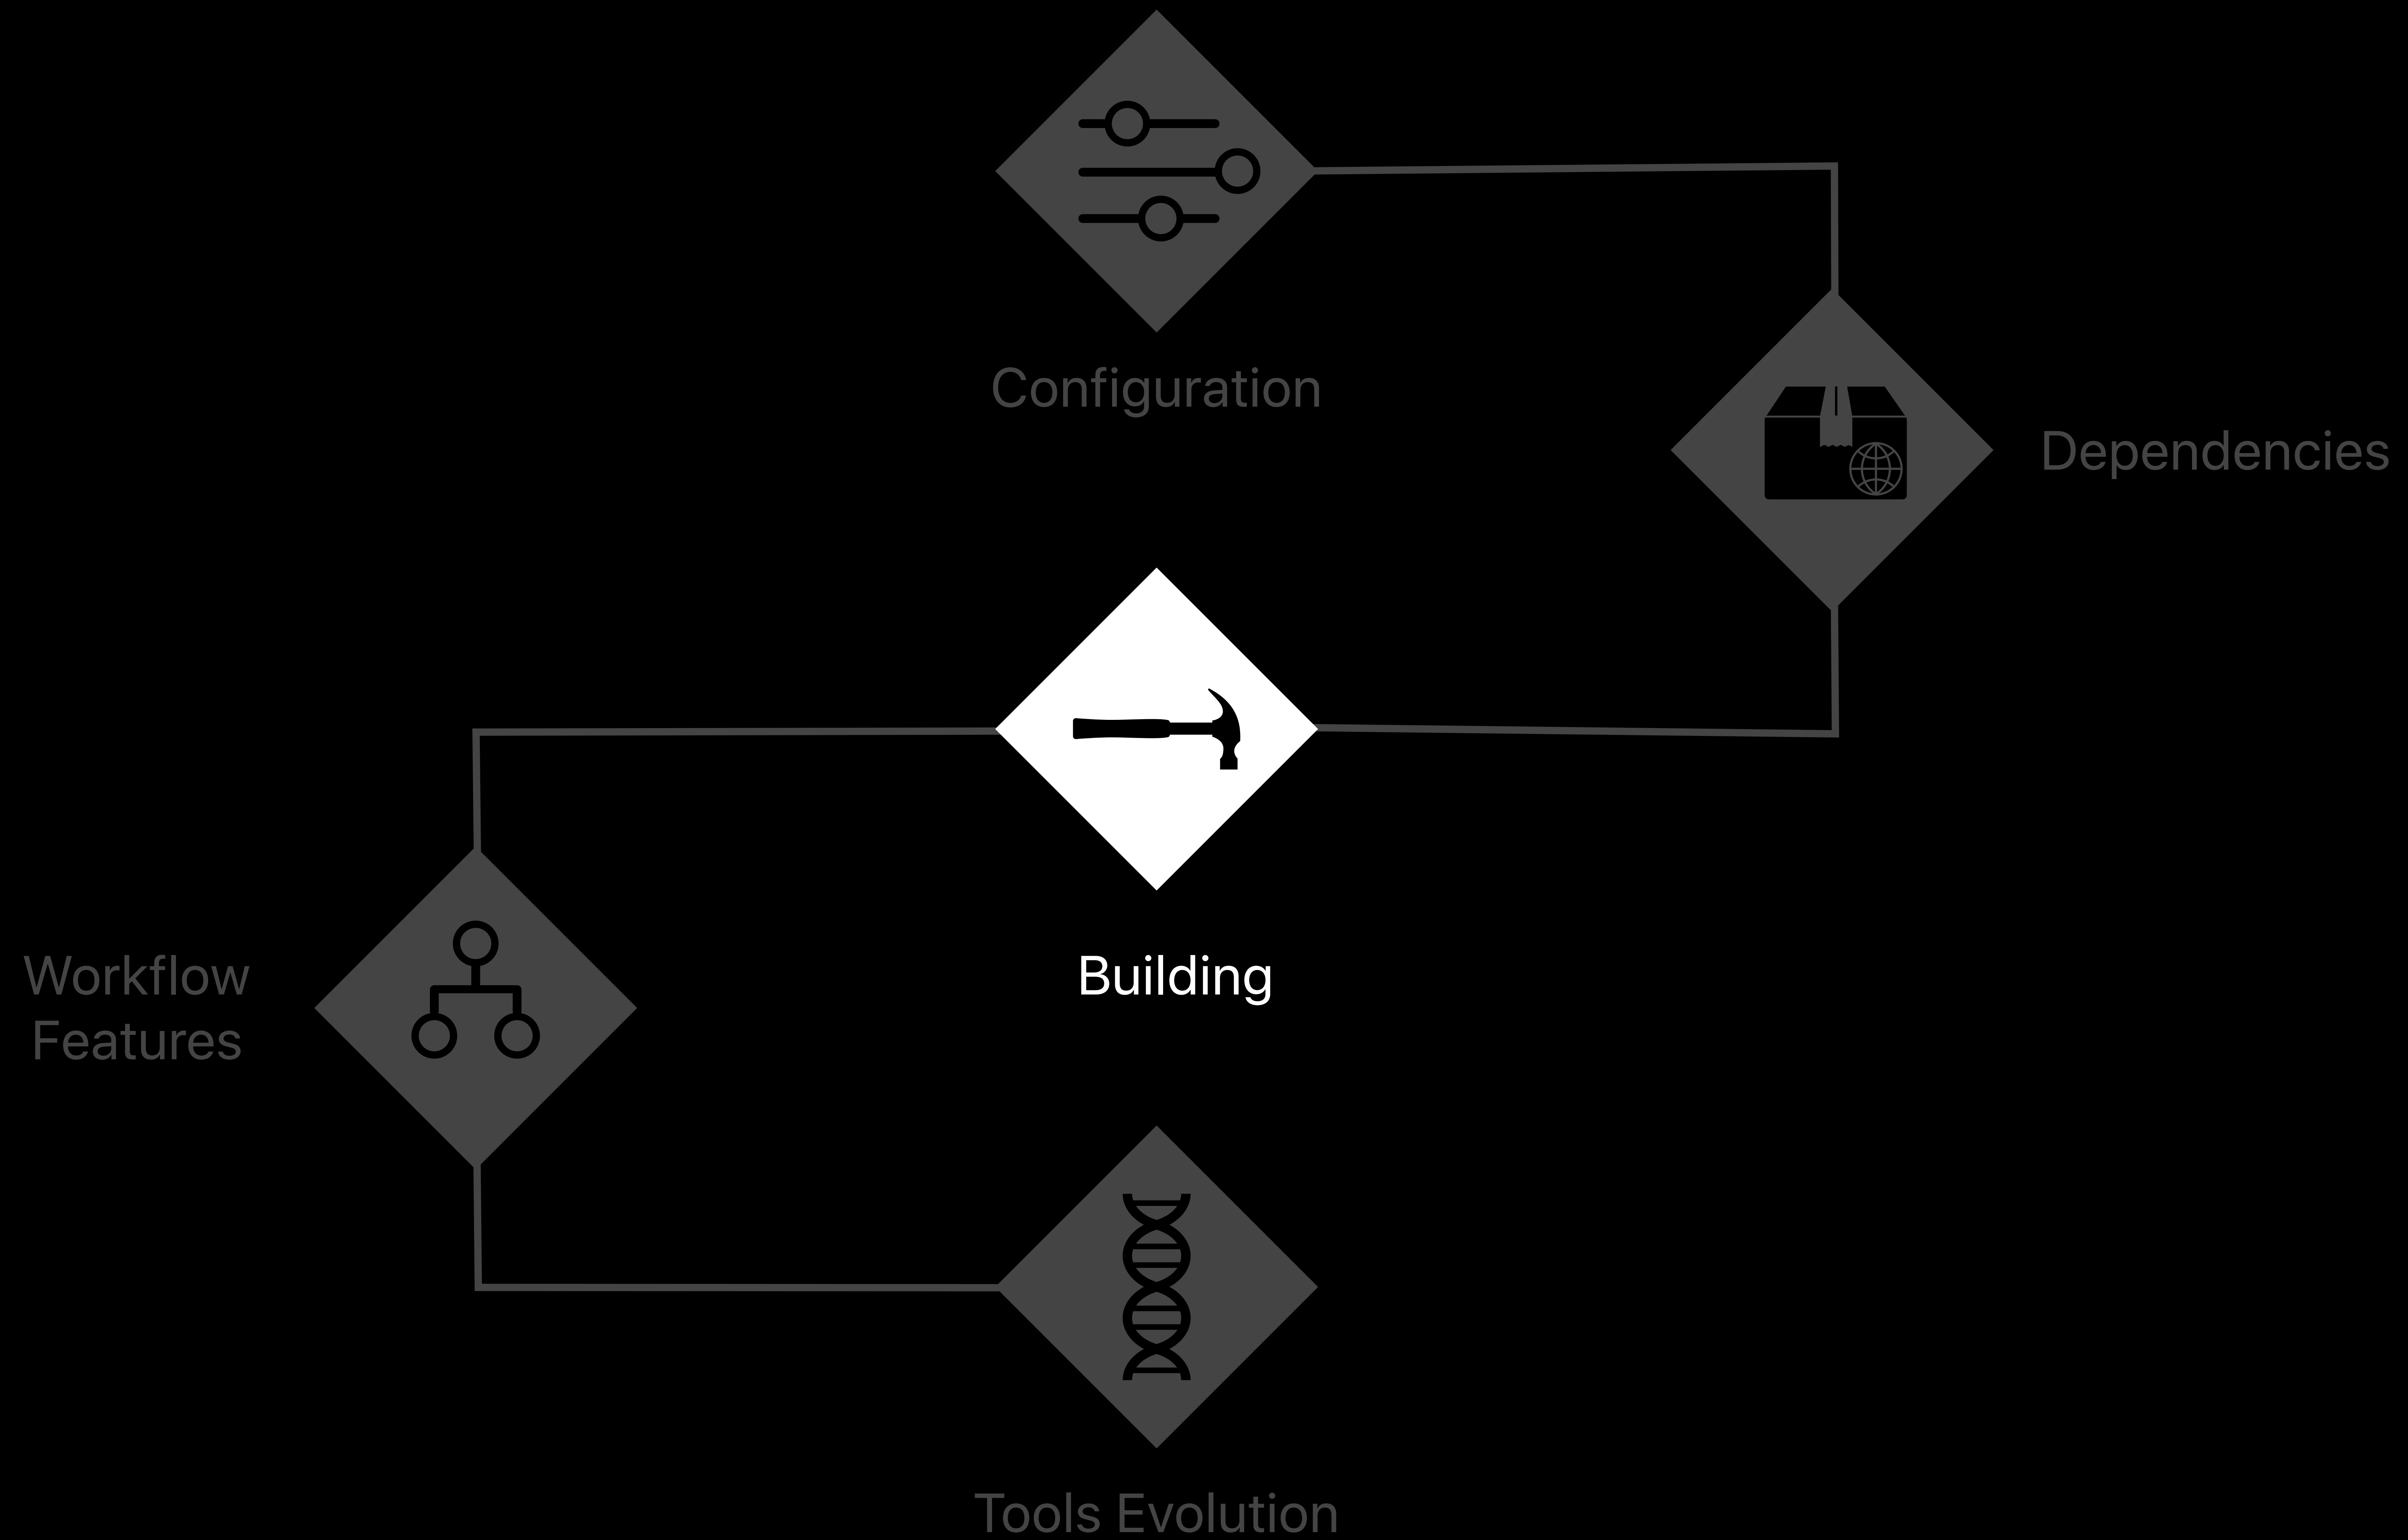 Configuration
Dependencies
Building
Workflow
Features
Tools Evolution